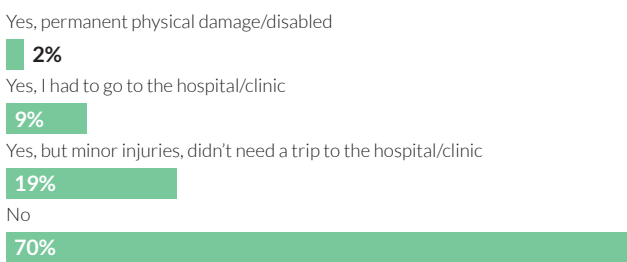 Yes, permanent physical damage/disabled
2%
Yes, I had to go to the hospital/clinic
9%
Yes, but minor injuries, didn’t need a trip to the hospital/clinic
19%
No
70%